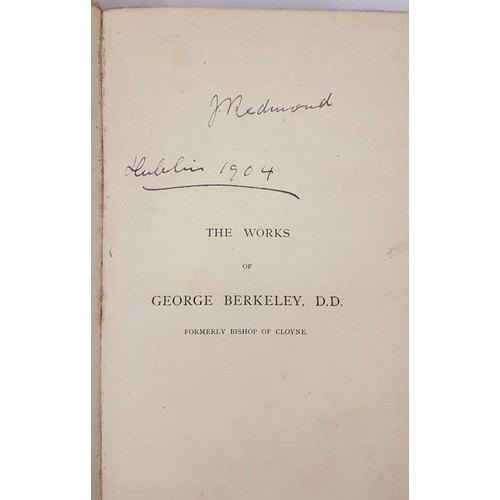 J. Redmond
Dublin 1904
THE WORKS
OF
GEORGE BERKELEY, D.D.
FORMERLY BISHOP OF CLOYNE.